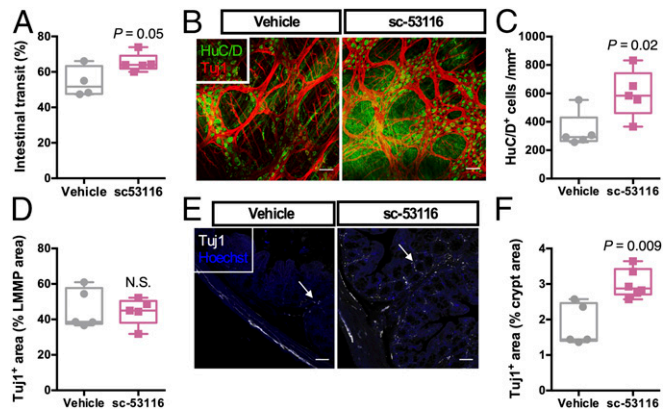 A
P = 0.05
Intestinal transit (%)
80
60
40
20
0
Vehicle
sc53116
B
Vehicle
sc-53116
HuC/D
Tuj1
C
P = 0.02
HuC/D⁺ cells /mm²
1,000
800
600
400
200
0
Vehicle
sc-53116
D
N.S.
Tuj1⁺ area (% LMMP area)
80
60
40
20
0
Vehicle
sc-53116
E
Vehicle
sc-53116
Tuj1
Hoechst
F
P = 0.009
Tuj1⁺ area (% crypt area)
4
3
2
1
0
Vehicle
sc-53116